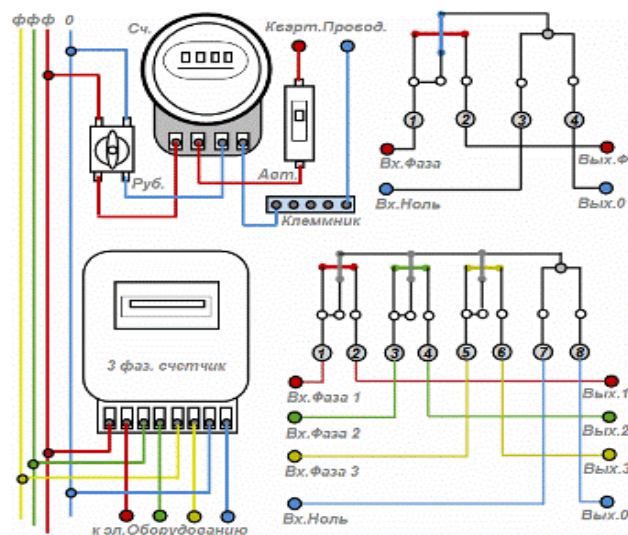 ффф 0
Сч.
Кварт.Провод.
Руб.
Авт.
Клеммник
1 2 3 4
Вх.Фаза
Вых.Ф
Вх.Ноль
Вых.0
3 фаз. счетчик
к эл.Оборудованию
1 2 3 4 5 6 7 8
Вх.Фаза 1
Вых.1
Вх.Фаза 2
Вых.2
Вх.Фаза 3
Вых.3
Вх.Ноль
Вых.0